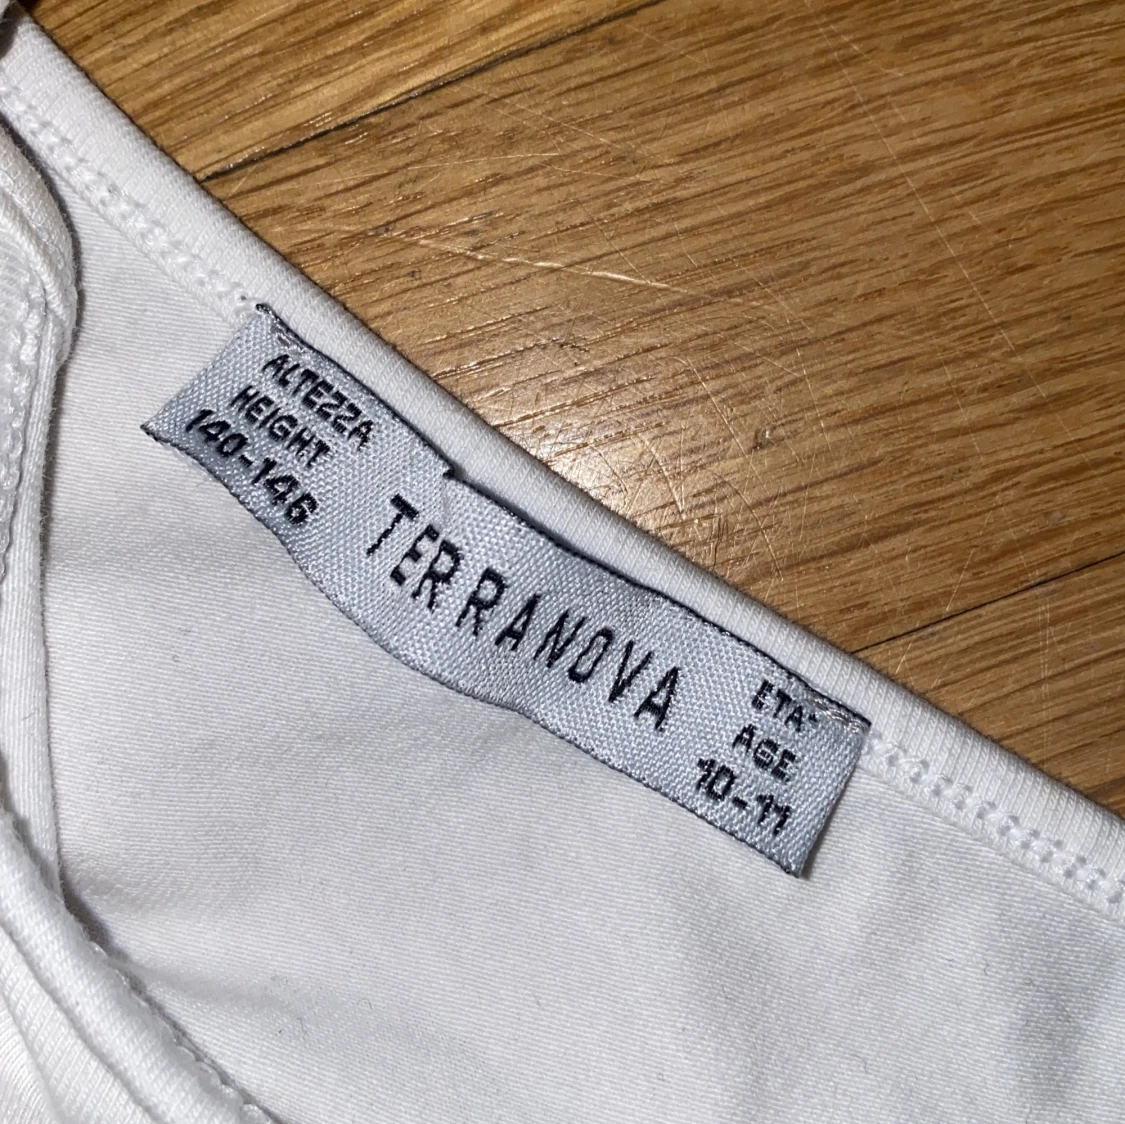 ALTEZZA
HEIGHT
140-146
TERRANOVA
ETA'
AGE
10-11